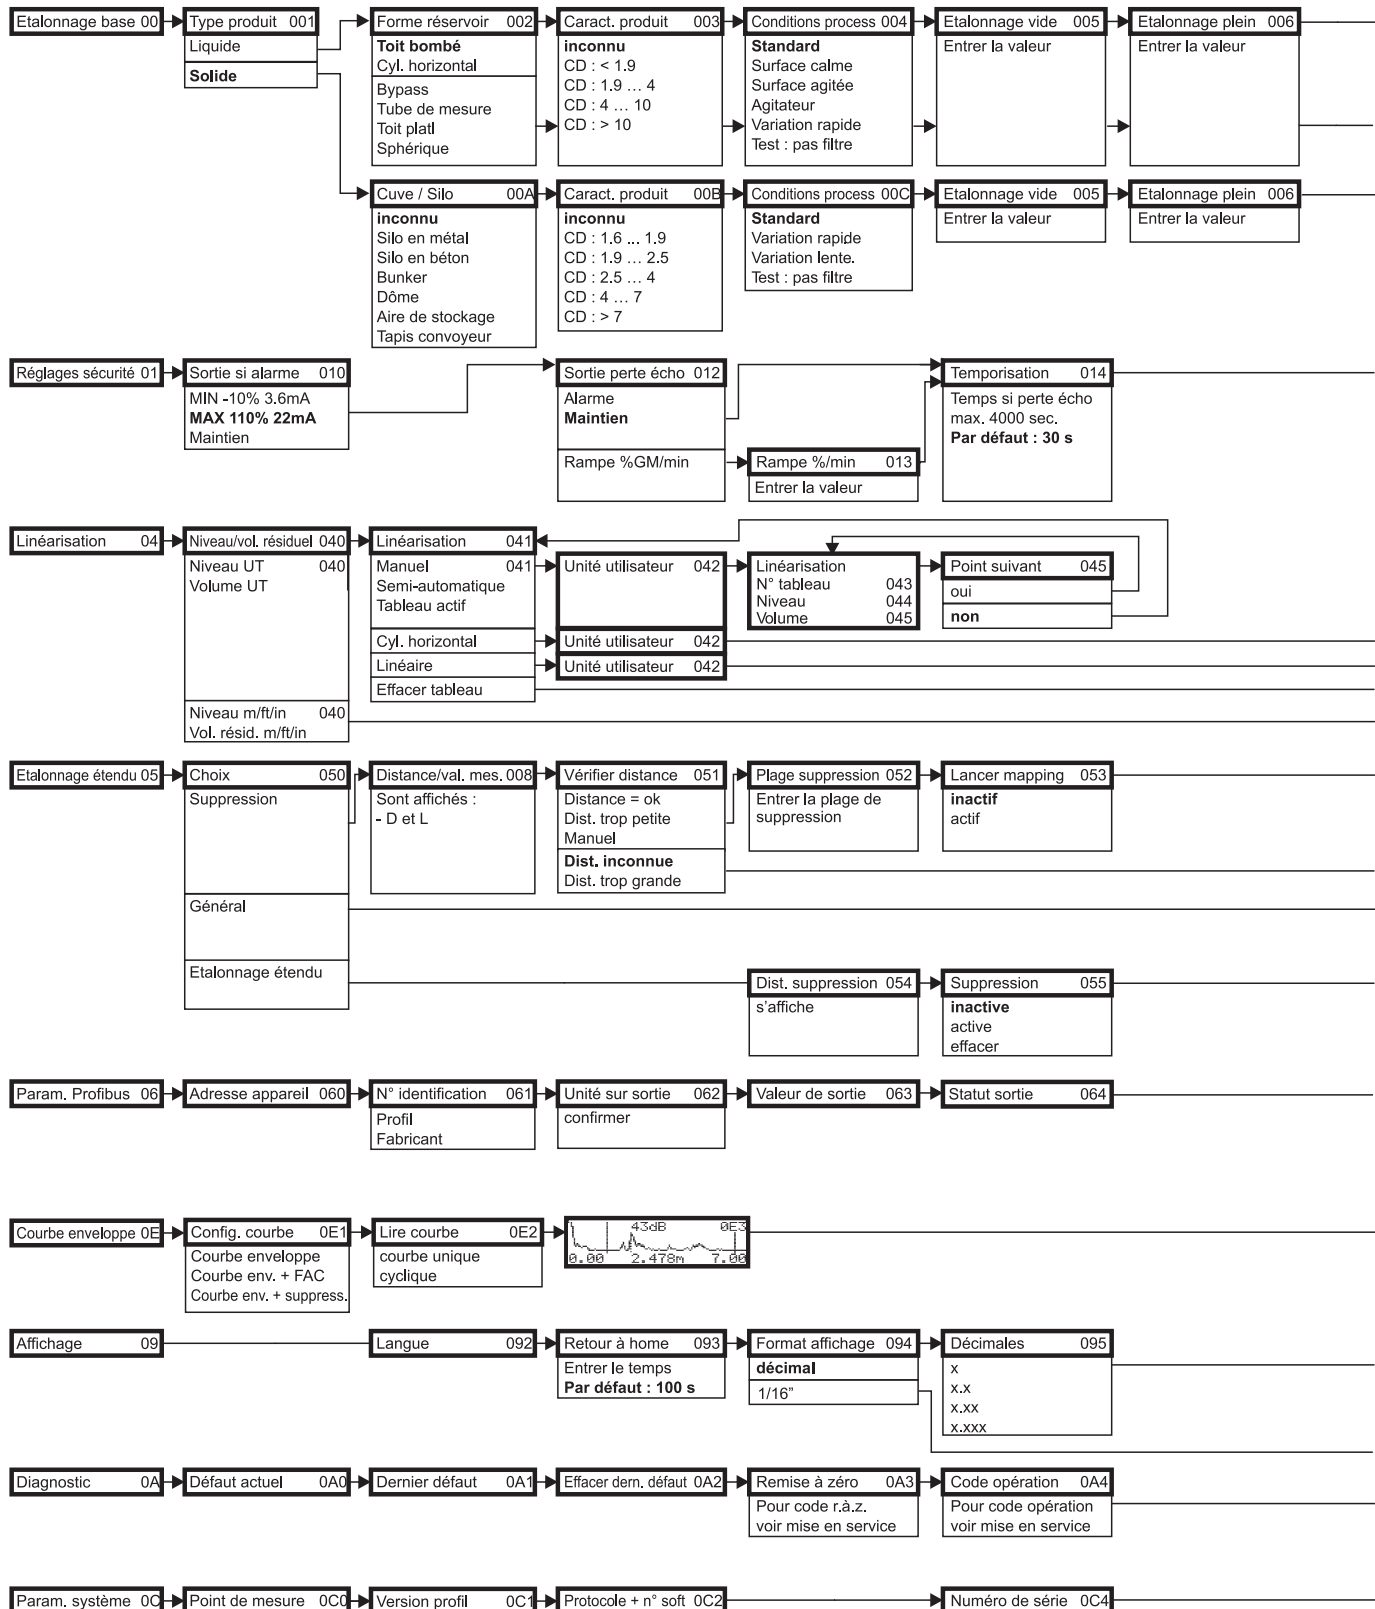 Etalonnage base 00
Type produit 001
Liquide
Solide
Forme réservoir 002
Toit bombé
Cyl. horizontal
Bypass
Tube de mesure
Toit platl
Sphérique
Caract. produit 003
inconnu
CD : < 1.9
CD : 1.9 ... 4
CD : 4 ... 10
CD : > 10
Conditions process 004
Standard
Surface calme
Surface agitée
Agitateur
Variation rapide
Test : pas filtre
Etalonnage vide 005
Entrer la valeur
Etalonnage plein 006
Entrer la valeur
Cuve / Silo 00A
inconnu
Silo en métal
Silo en béton
Bunker
Dôme
Aire de stockage
Tapis convoyeur
Caract. produit 00B
inconnu
CD : 1.6 ... 1.9
CD : 1.9 ... 2.5
CD : 2.5 ... 4
CD : 4 ... 7
CD : > 7
Conditions process 00C
Standard
Variation rapide
Variation lente.
Test : pas filtre
Etalonnage vide 005
Entrer la valeur
Etalonnage plein 006
Entrer la valeur
Réglages sécurité 01
Sortie si alarme 010
MIN -10% 3.6mA
MAX 110% 22mA
Maintien
Sortie perte écho 012
Alarme
Maintien
Rampe %GM/min
Rampe %/min 013
Entrer la valeur
Temporisation 014
Temps si perte écho
max. 4000 sec.
Par défaut : 30 s
Linéarisation 04
Niveau/vol. résiduel 040
Niveau UT 040
Volume UT
Niveau m/ft/in 040
Vol. résid. m/ft/in
Linéarisation 041
Manuel 041
Semi-automatique
Tableau actif
Cyl. horizontal
Linéaire
Effacer tableau
Unité utilisateur 042
Unité utilisateur 042
Unité utilisateur 042
Linéarisation
N° tableau 043
Niveau 044
Volume 045
Point suivant 045
oui
non
Etalonnage étendu 05
Choix 050
Suppression
Général
Etalonnage étendu
Distance/val. mes. 008
Sont affichés :
- D et L
Vérifier distance 051
Distance = ok
Dist. trop petite
Manuel
Dist. inconnue
Dist. trop grande
Plage suppression 052
Entrer la plage de
suppression
Lancer mapping 053
inactif
actif
Dist. suppression 054
s'affiche
Suppression 055
inactive
active
effacer
Param. Profibus 06
Adresse appareil 060
N° identification 061
Profil
Fabricant
Unité sur sortie 062
confirmer
Valeur de sortie 063
Statut sortie 064
Courbe enveloppe 0E
Config. courbe 0E1
Courbe enveloppe
Courbe env. + FAC
Courbe env. + suppress.
Lire courbe 0E2
courbe unique
cyclique
43dB 0E3
0.00 2.478m 7.00
Affichage 09
Langue 092
Retour à home 093
Entrer le temps
Par défaut : 100 s
Format affichage 094
décimal
1/16”
Décimales 095
x
x.x
x.xx
x.xxx
Diagnostic 0A
Défaut actuel 0A0
Dernier défaut 0A1
Effacer dern. défaut 0A2
Remise à zéro 0A3
Pour code r.à.z.
voir mise en service
Code opération 0A4
Pour code opération
voir mise en service
Param. système 0C
Point de mesure 0C0
Version profil 0C1
Protocole + n° soft 0C2
Numéro de série 0C4